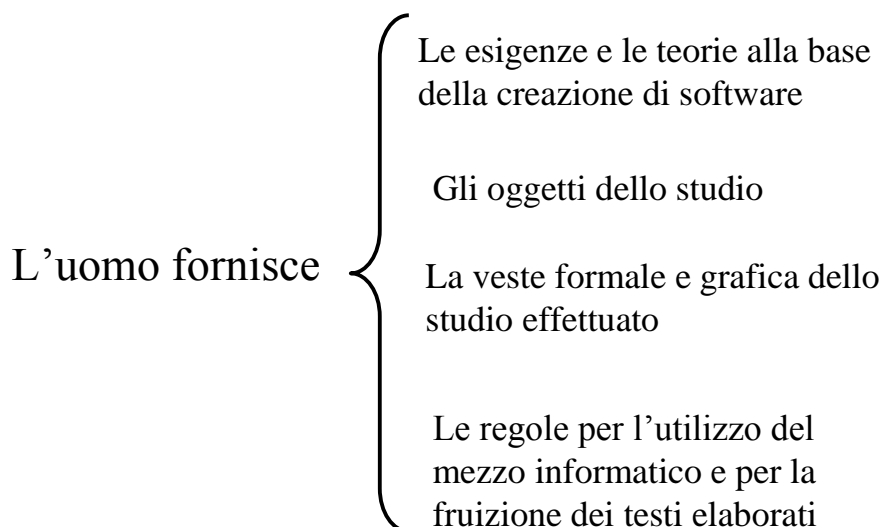 Le esigenze e le teorie alla base
della creazione di software
Gli oggetti dello studio
L’uomo fornisce
La veste formale e grafica dello
studio effettuato
Le regole per l’utilizzo del
mezzo informatico e per la
fruizione dei testi elaborati